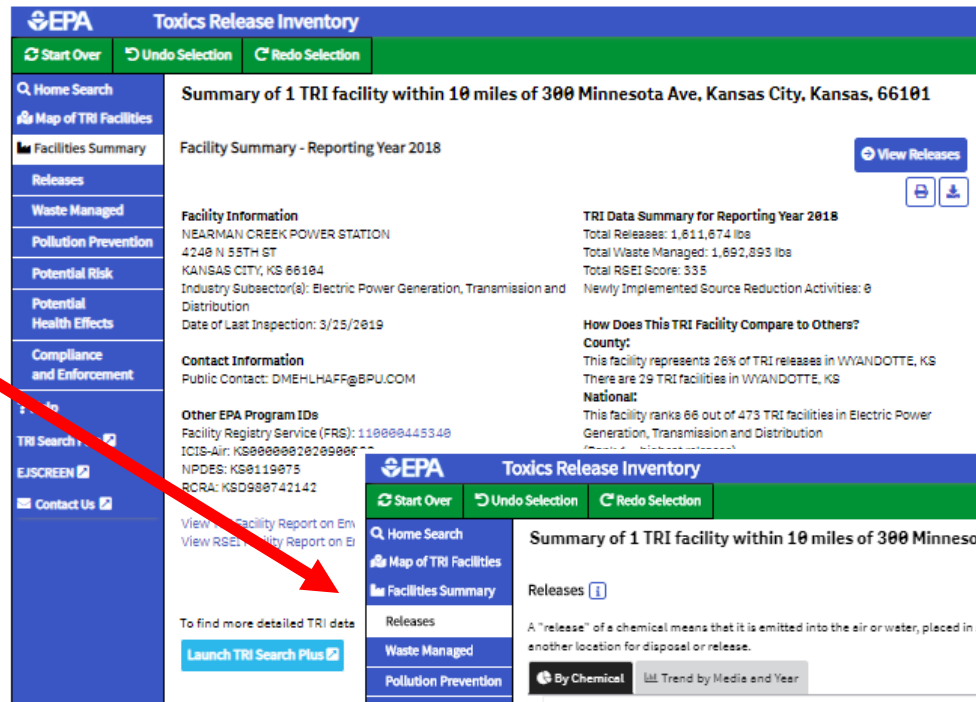 EPA Toxics Release Inventory
Start Over Undo Selection Redo Selection
Home Search
Map of TRI Facilities
Facilities Summary
Releases
Waste Managed
Pollution Prevention
Potential Risk
Potential
Health Effects
Compliance
and Enforcement
TRI Search
EJSCREEN
Contact Us
Summary of 1 TRI facility within 10 miles of 300 Minnesota Ave, Kansas City, Kansas, 66101
Facility Summary - Reporting Year 2018
View Releases
Facility Information
NEARMAN CREEK POWER STATION
4240 N 55TH ST
KANSAS CITY, KS 66104
Industry Subsector(s): Electric Power Generation, Transmission and
Distribution
Date of Last Inspection: 3/25/2019
Contact Information
Public Contact: DMEHLHAFF@BPU.COM
Other EPA Program IDs
Facility Registry Service (FRS): 110000445340
ICIS-Air:
NPDES: KS0119075
RCRA: KSD980742142
View Facility Report on
View RSEI Facility Report on
To find more detailed TRI data
Launch TRI Search Plus
TRI Data Summary for Reporting Year 2018
Total Releases: 1,611,674 lbs
Total Waste Managed: 1,692,893 lbs
Total RSEI Score: 335
Newly Implemented Source Reduction Activities: 0
How Does This TRI Facility Compare to Others?
County:
This facility represents 26% of TRI releases in WYANDOTTE, KS
There are 29 TRI facilities in WYANDOTTE, KS
National:
This facility ranks 66 out of 473 TRI facilities in Electric Power
Generation, Transmission and Distribution
EPA Toxics Release Inventory
Start Over Undo Selection Redo Selection
Home Search
Map of TRI Facilities
Facilities Summary
Releases
Waste Managed
Pollution Prevention
Summary of 1 TRI facility within 10 miles of 300
Releases i
A "release" of a chemical means that it is emitted into the air or water, placed in
another location for disposal or release.
By Chemical Trend by Media and Year